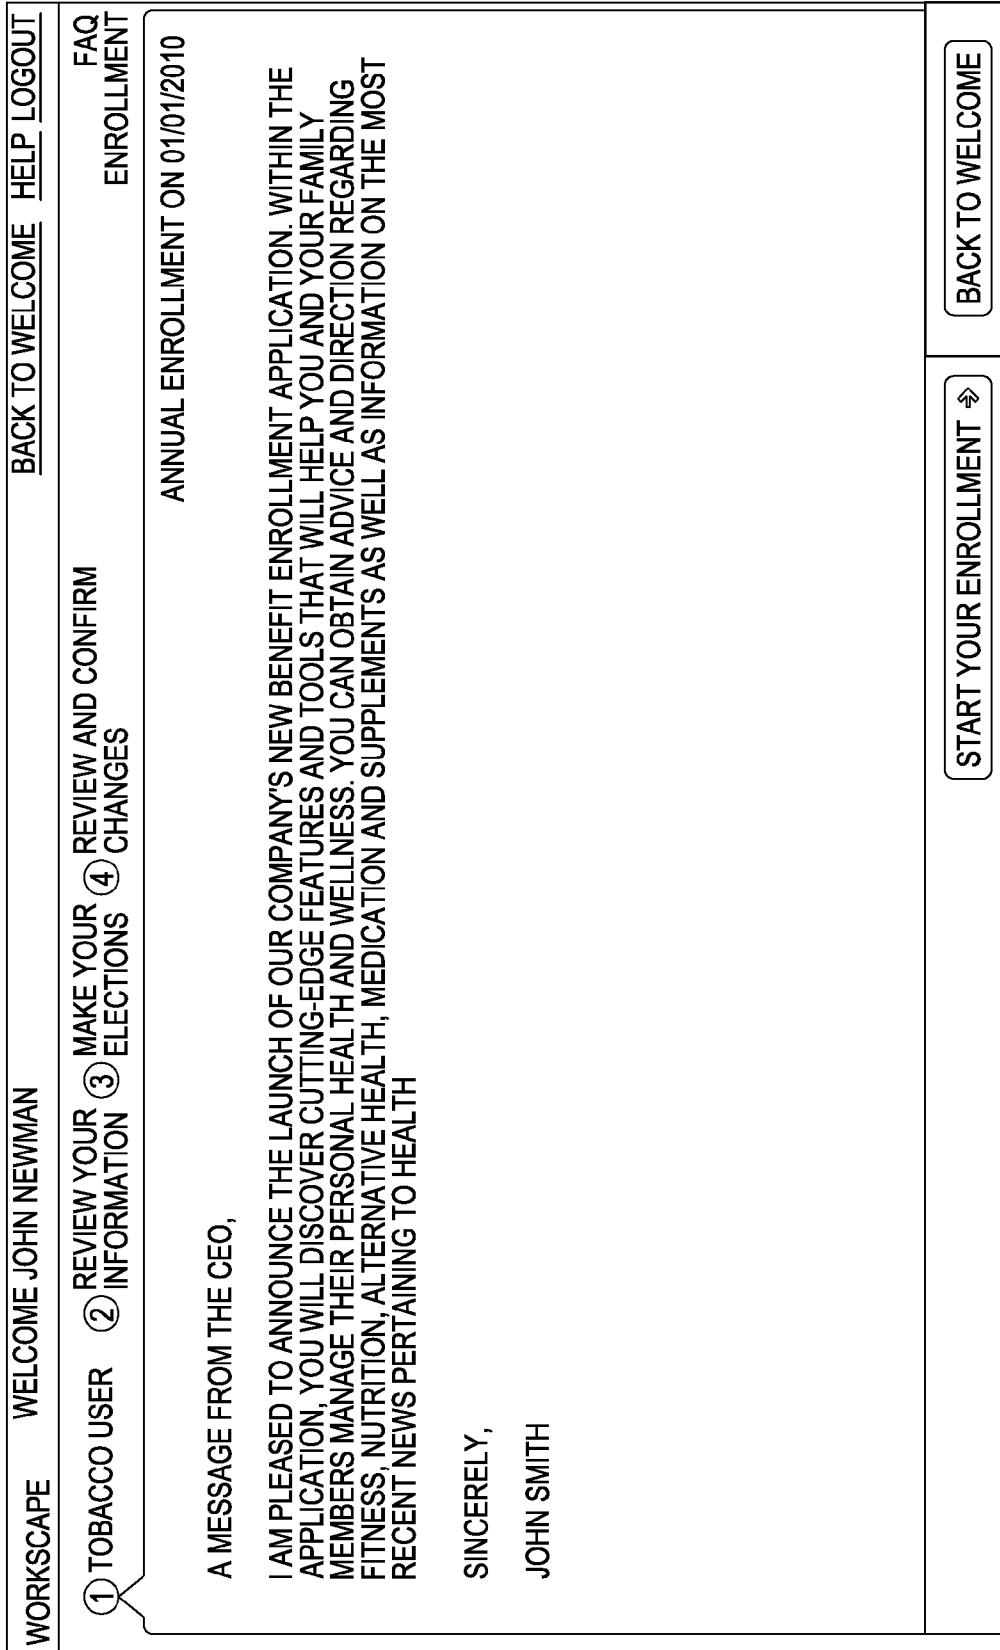 WORKSCAPE WELCOME JOHN NEWMAN BACK TO WELCOME HELP LOGOUT
① TOBACCO USER ② REVIEW YOUR INFORMATION ③ MAKE YOUR ELECTIONS ④ REVIEW AND CONFIRM CHANGES FAQ ENROLLMENT
ANNUAL ENROLLMENT ON 01/01/2010
A MESSAGE FROM THE CEO,
I AM PLEASED TO ANNOUNCE THE LAUNCH OF OUR COMPANY'S NEW BENEFIT ENROLLMENT APPLICATION. WITHIN THE
APPLICATION, YOU WILL DISCOVER CUTTING-EDGE FEATURES AND TOOLS THAT WILL HELP YOU AND YOUR FAMILY
MEMBERS MANAGE THEIR PERSONAL HEALTH AND WELLNESS. YOU CAN OBTAIN ADVICE AND DIRECTION REGARDING
FITNESS, NUTRITION, ALTERNATIVE HEALTH, MEDICATION AND SUPPLEMENTS AS WELL AS INFORMATION ON THE MOST
RECENT NEWS PERTAINING TO HEALTH
SINCERELY,
JOHN SMITH
START YOUR ENROLLMENT BACK TO WELCOME